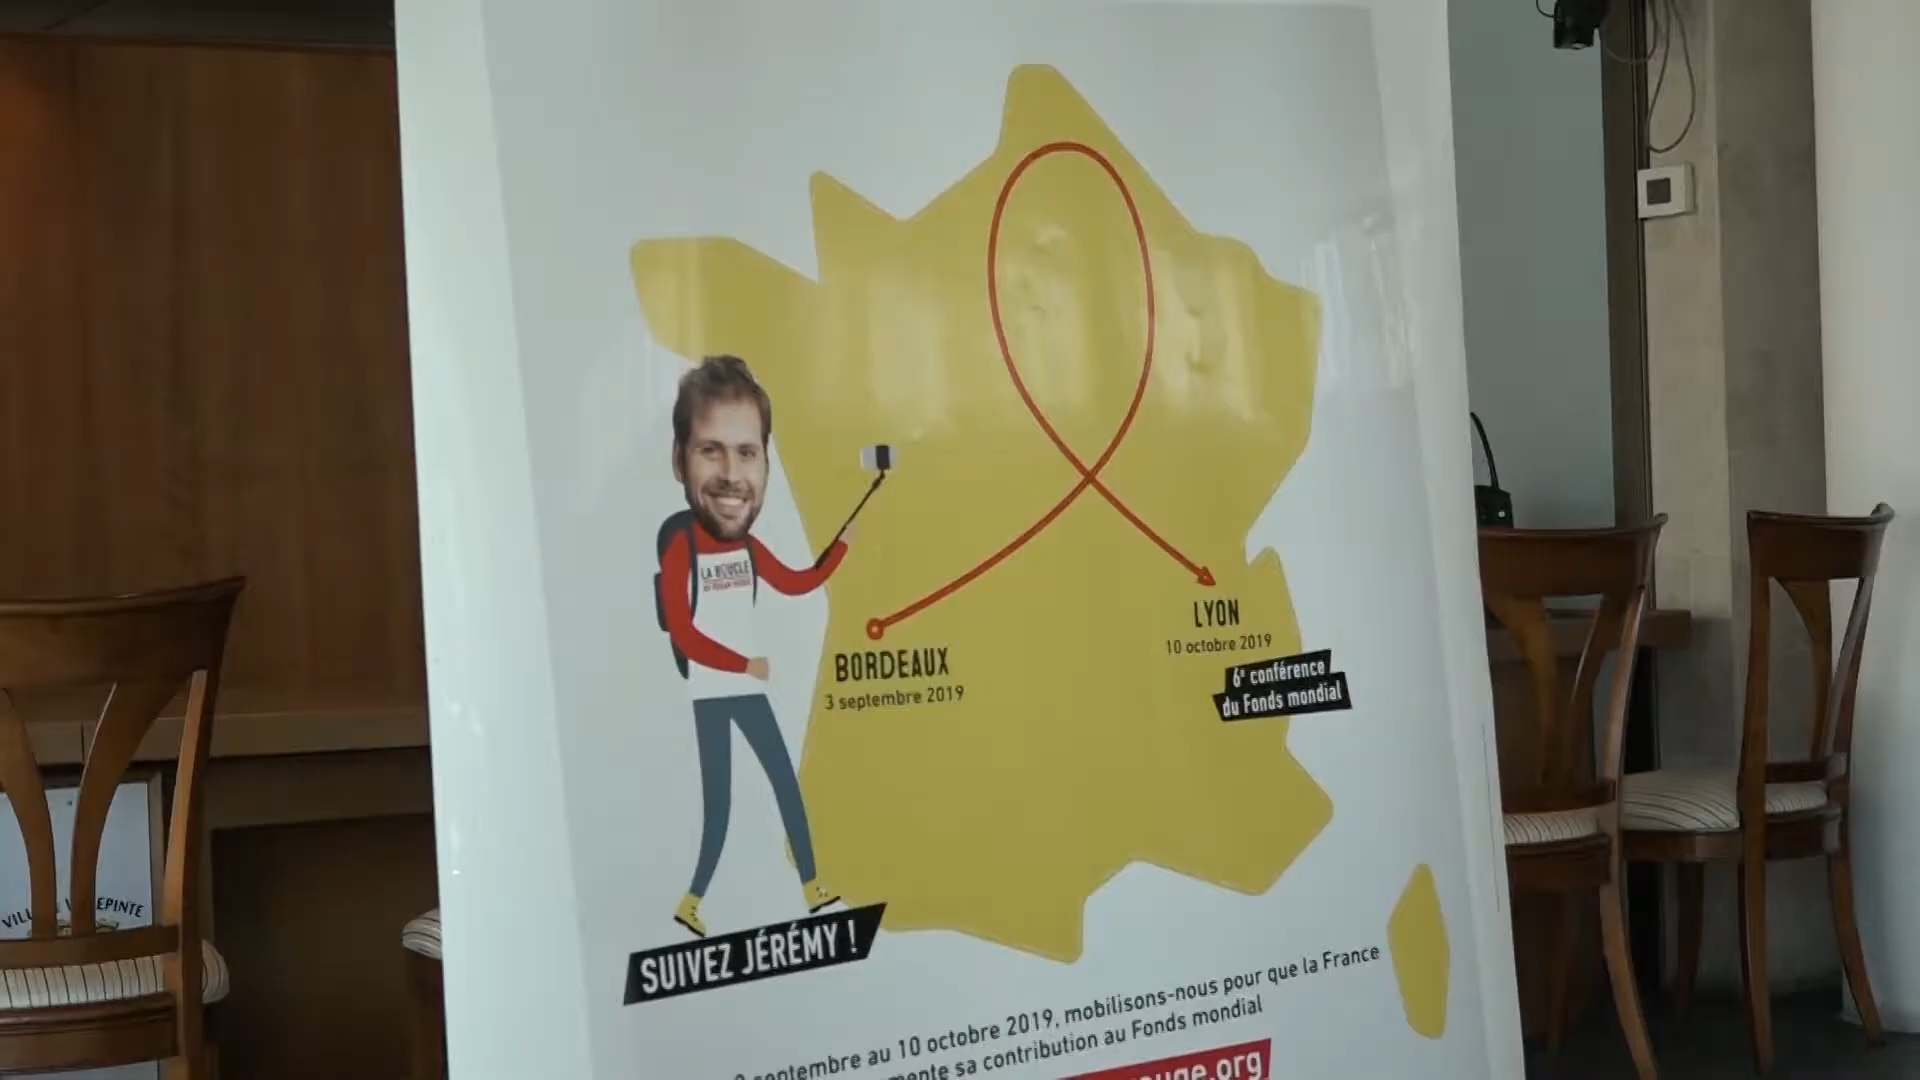 LA BOUCLE
BORDEAUX
3 septembre 2019
LYON
10 octobre 2019
6e conférence
du Fonds mondial
SUIVEZ JÉRÉMY !
septembre au 10 octobre 2019, mobilisons-nous pour que la France
sa contribution au Fonds mondial
.org